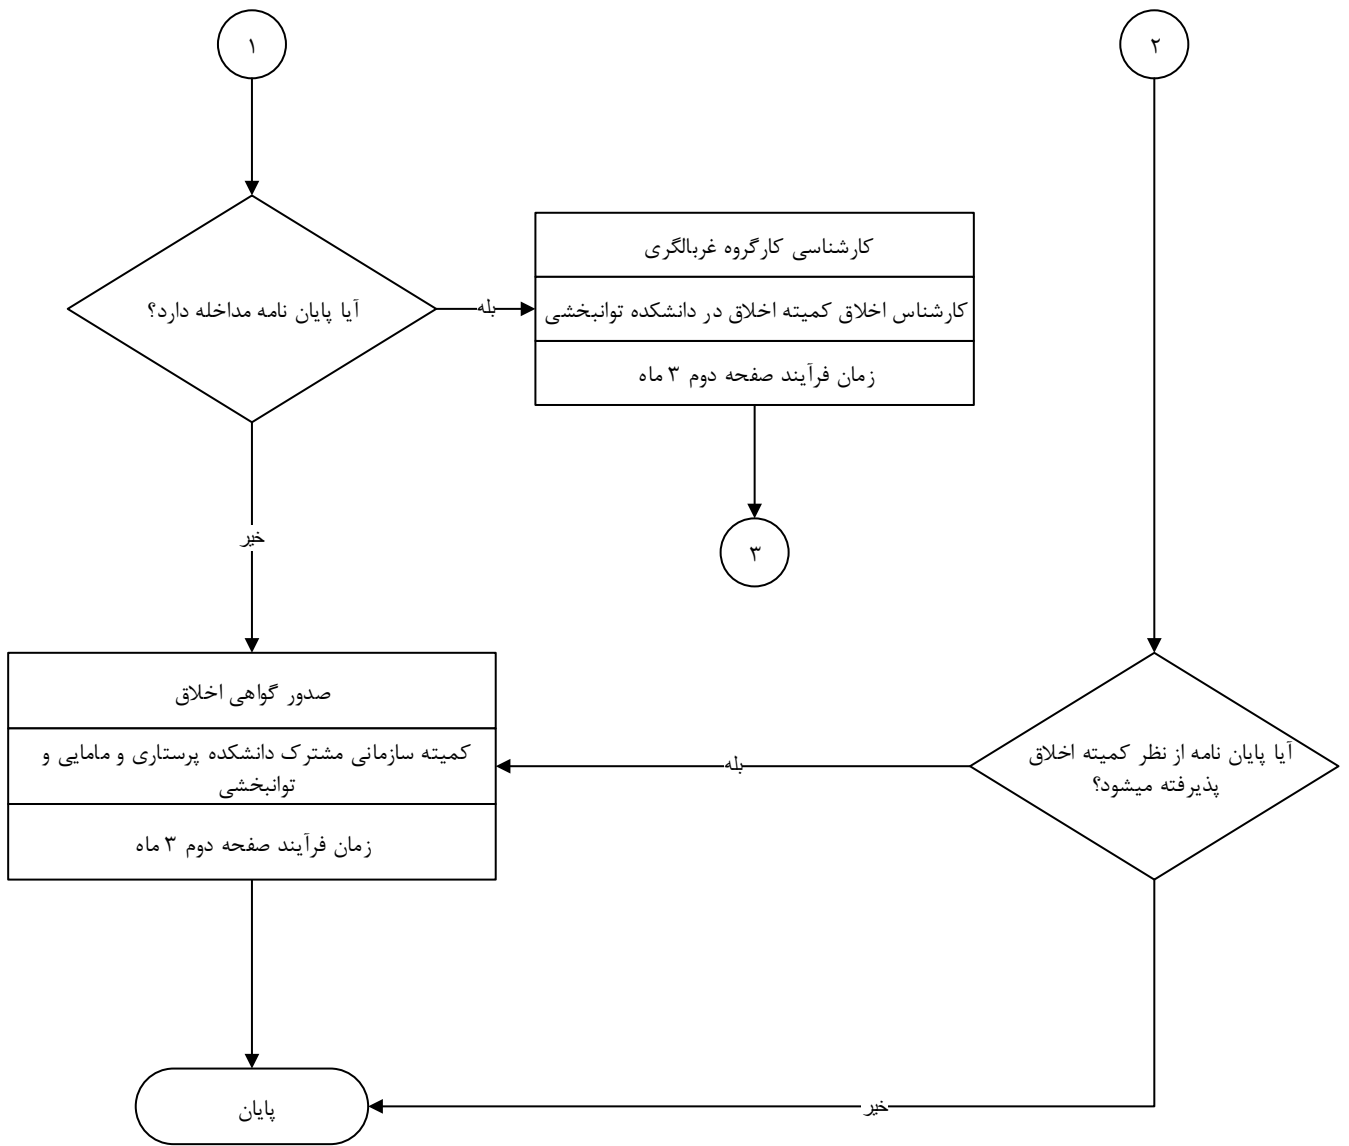 ۱
۲
کارشناسی کارگروه غربالگری
آیا پایان نامه مداخله دارد؟
بله
کارشناس اخلاق کمیته اخلاق در دانشکده توانبخشی
زمان فرآیند صفحه دوم ۳ ماه
خیر
۳
صدور گواهی اخلاق
کمیته سازمانی مشترک دانشکده پرستاری و مامایی و
توانبخشی
زمان فرآیند صفحه دوم ۳ ماه
بله
آیا پایان نامه از نظر کمیته اخلاق
پذیرفته میشود؟
پایان
خیر